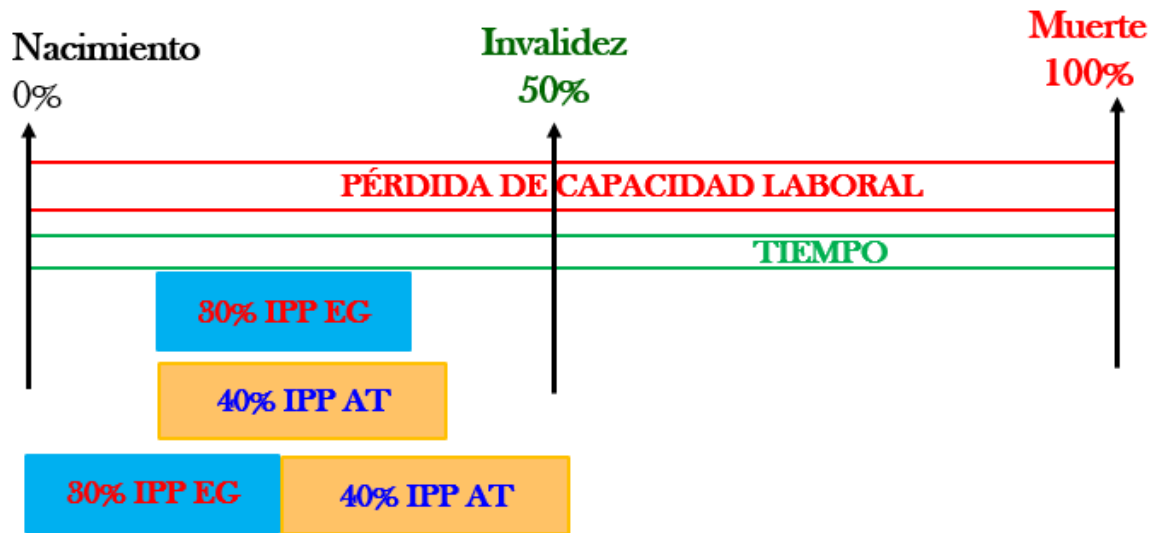 Nacimiento
0%
Invalidez
50%
Muerte
100%
PÉRDIDA DE CAPACIDAD LABORAL
TIEMPO
30% IPP EG
40% IPP AT
30% IPP EG
40% IPP AT